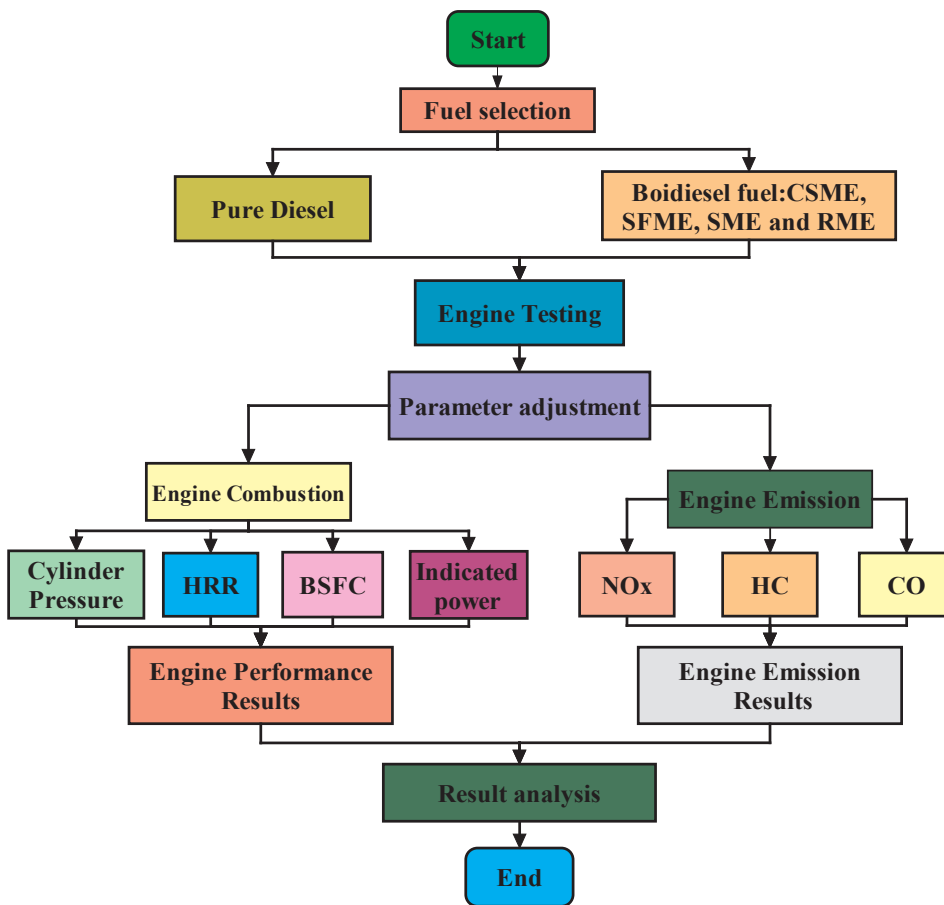 Start
Fuel selection
Pure Diesel
Boidiesel fuel:CSME,
SFME, SME and RME
Engine Testing
Parameter adjustment
Engine Combustion
Engine Emission
Cylinder
Pressure
HRR
BSFC
Indicated
power
NOx
HC
CO
Engine Performance
Results
Engine Emission
Results
Result analysis
End